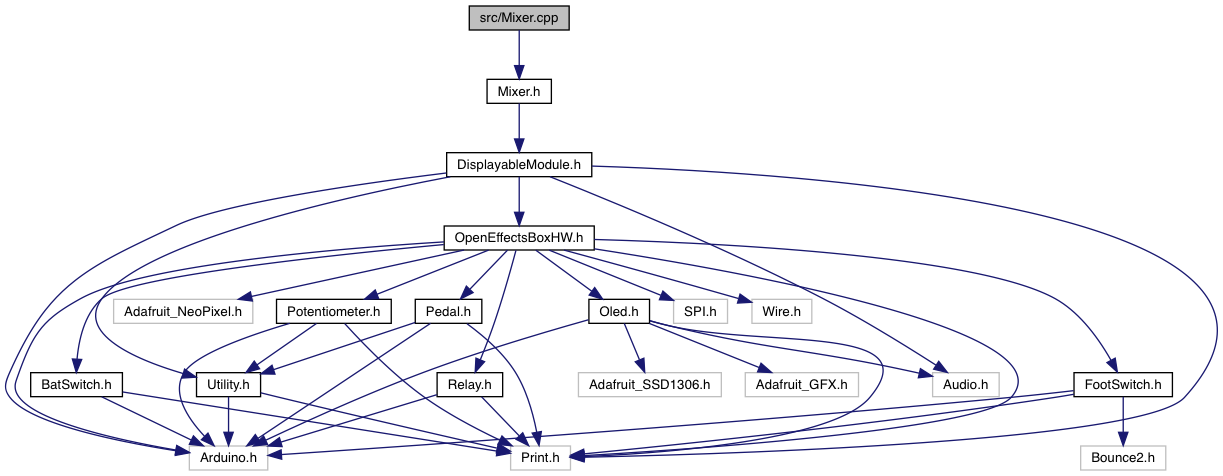 src/Mixer.cpp
Mixer.h
DisplayableModule.h
OpenEffectsBoxHW.h
Adafruit_NeoPixel.h
Potentiometer.h
Pedal.h
Oled.h
SPI.h
Wire.h
BatSwitch.h
Utility.h
Relay.h
Adafruit_SSD1306.h
Adafruit_GFX.h
Audio.h
FootSwitch.h
Arduino.h
Print.h
Bounce2.h